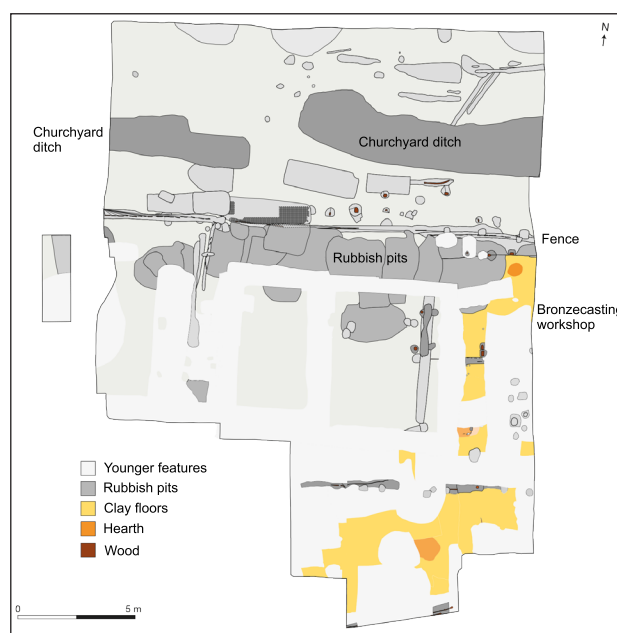 N
Churchyard
ditch
Churchyard ditch
Fence
Rubbish pits
Bronzecasting
workshop
Younger features
Rubbish pits
Clay floors
Hearth
Wood
0 5 m